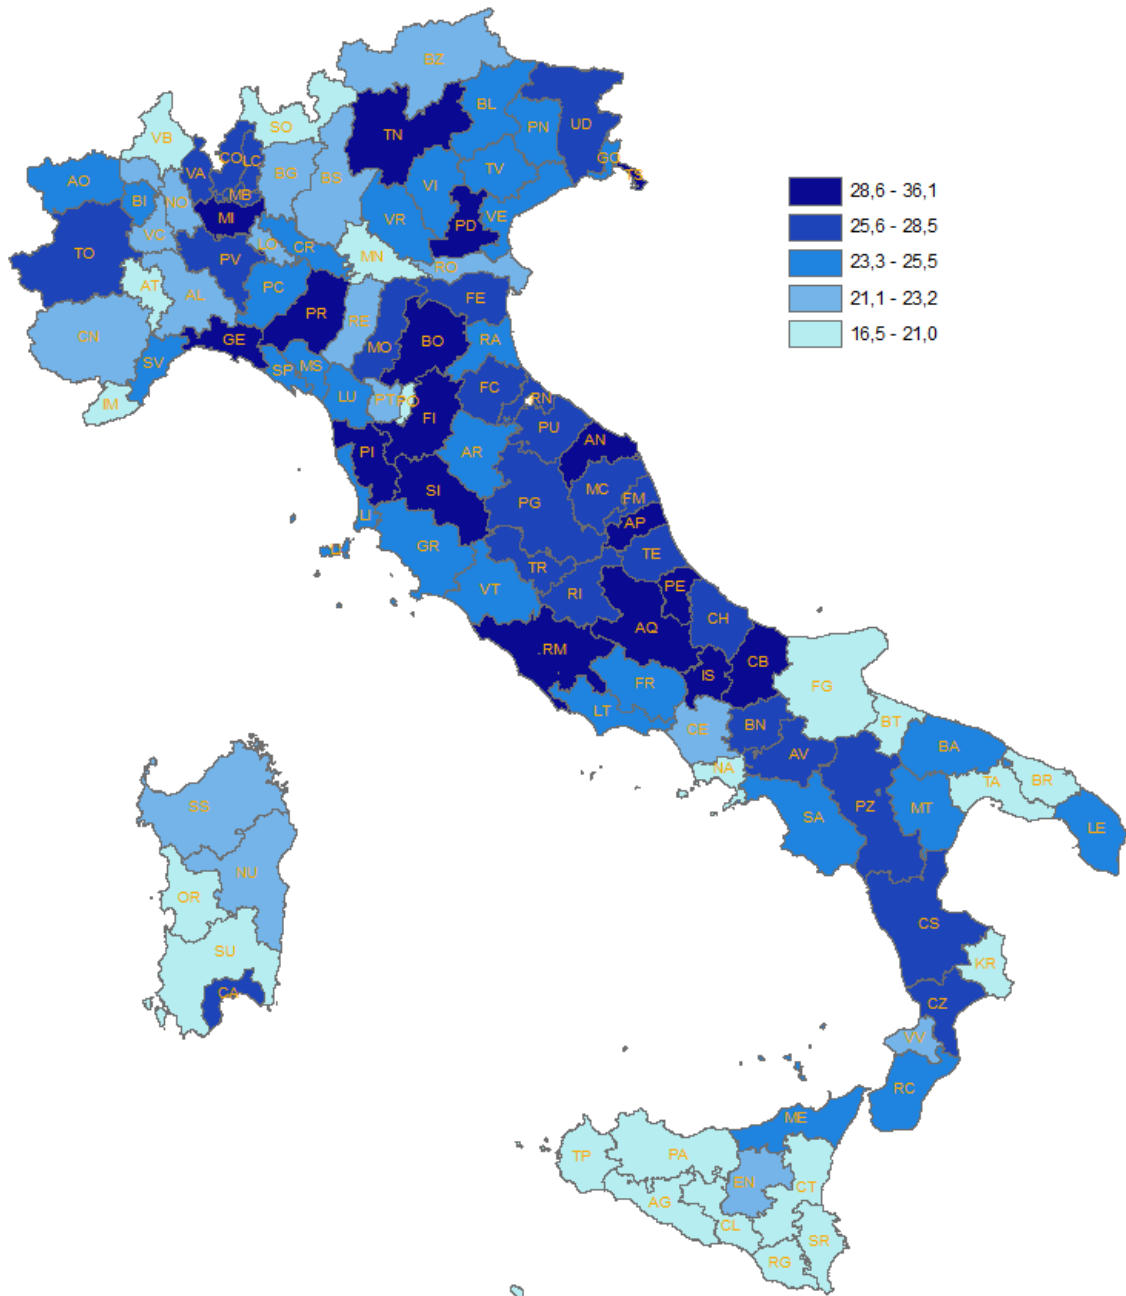 BZ
BL
PN
UD
GO
TS
TN
TV
VI
VE
PD
VR
RO
SO
VB
CO
LC
VA
MB
BG
BS
MI
AO
BI
NO
VC
TO
LO
CR
MN
PV
AT
AL
PC
CN
GE
PR
RE
MO
FE
BO
RA
SV
IM
SP
MS
LU
PT
PO
FC
RN
FI
PU
AN
AR
PI
SI
PG
MC
FM
AP
LI
LI
GR
TE
TR
VT
RI
PE
CH
AQ
RM
CB
IS
FR
LT
FG
BT
BA
CE
BN
NA
AV
BR
TA
PZ
MT
SA
LE
CS
KR
CZ
VV
RC
SS
NU
OR
SU
CA
ME
TP
PA
EN
CT
AG
CL
SR
RG
28,6 - 36,1
25,6 - 28,5
23,3 - 25,5
21,1 - 23,2
16,5 - 21,0